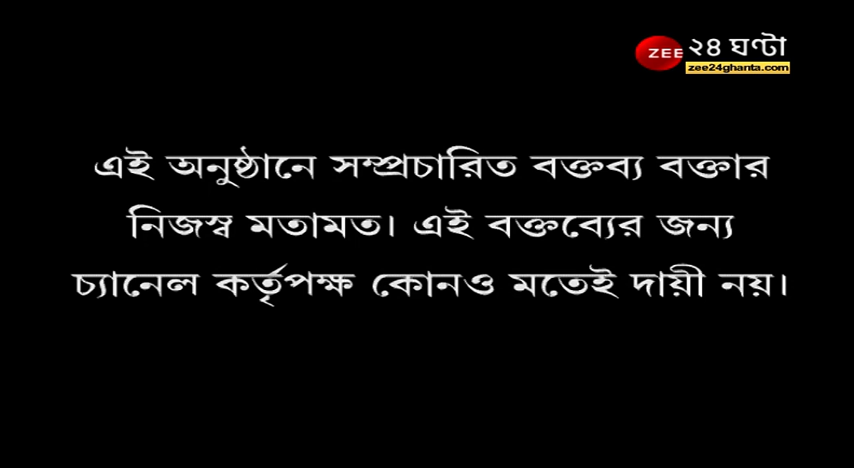 ZEE ২৪ ঘণ্টা
zee24ghanta.com
এই অনুষ্ঠানে সম্প্রচারিত বক্তব্য বক্তার
নিজস্ব মতামত। এই বক্তব্যের জন্য
চ্যানেল কর্তৃপক্ষ কোনও মতেই দায়ী নয়।